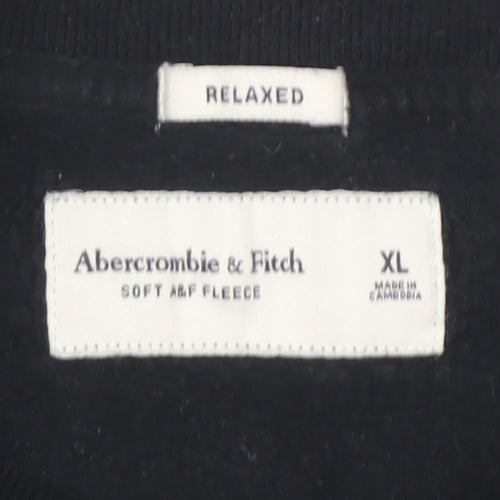 RELAXED
Abercrombie & Fitch
SOFT A&F FLEECE
XL
MADE IN
CAMBODIA